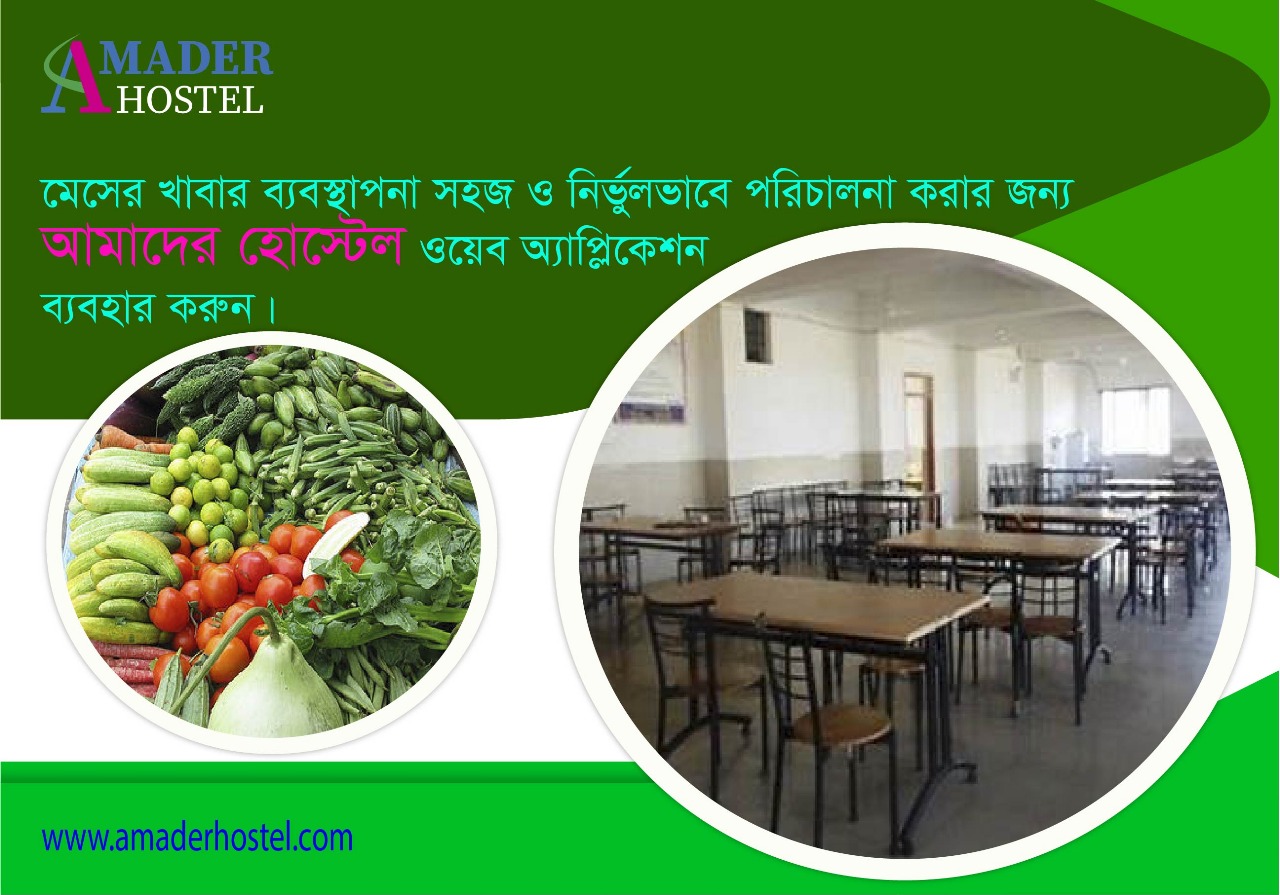 AMADER
HOSTEL
মেসের খাবার ব্যবস্থাপনা সহজ ও নির্ভুলভাবে পরিচালনা করার জন্য
আমাদের হোস্টেল ওয়েব অ্যাপ্লিকেশন
ব্যবহার করুন।
www.amaderhostel.com